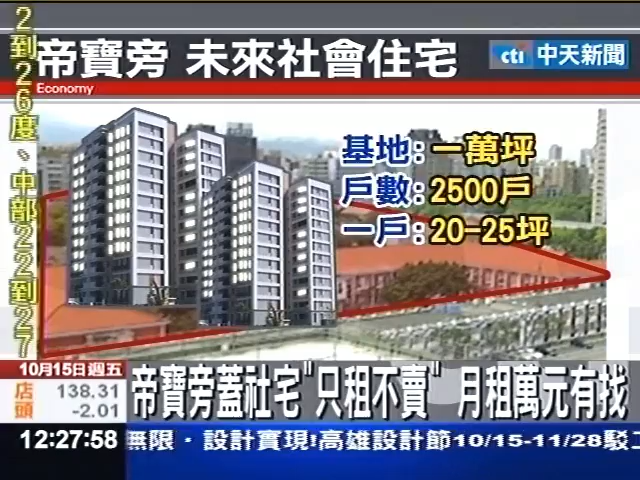 帝寶旁 未來社會住宅
cti 中天新聞
Economy
2到26度、中部22到27
基地:一萬坪
戶數:2500戶
一戶:20-25坪
10月15日週五
店頭 138.31 -2.01
帝寶旁蓋社宅"只租不賣" 月租萬元有找
12:27:58
無限·設計實現!高雄設計節10/15-11/28駁二